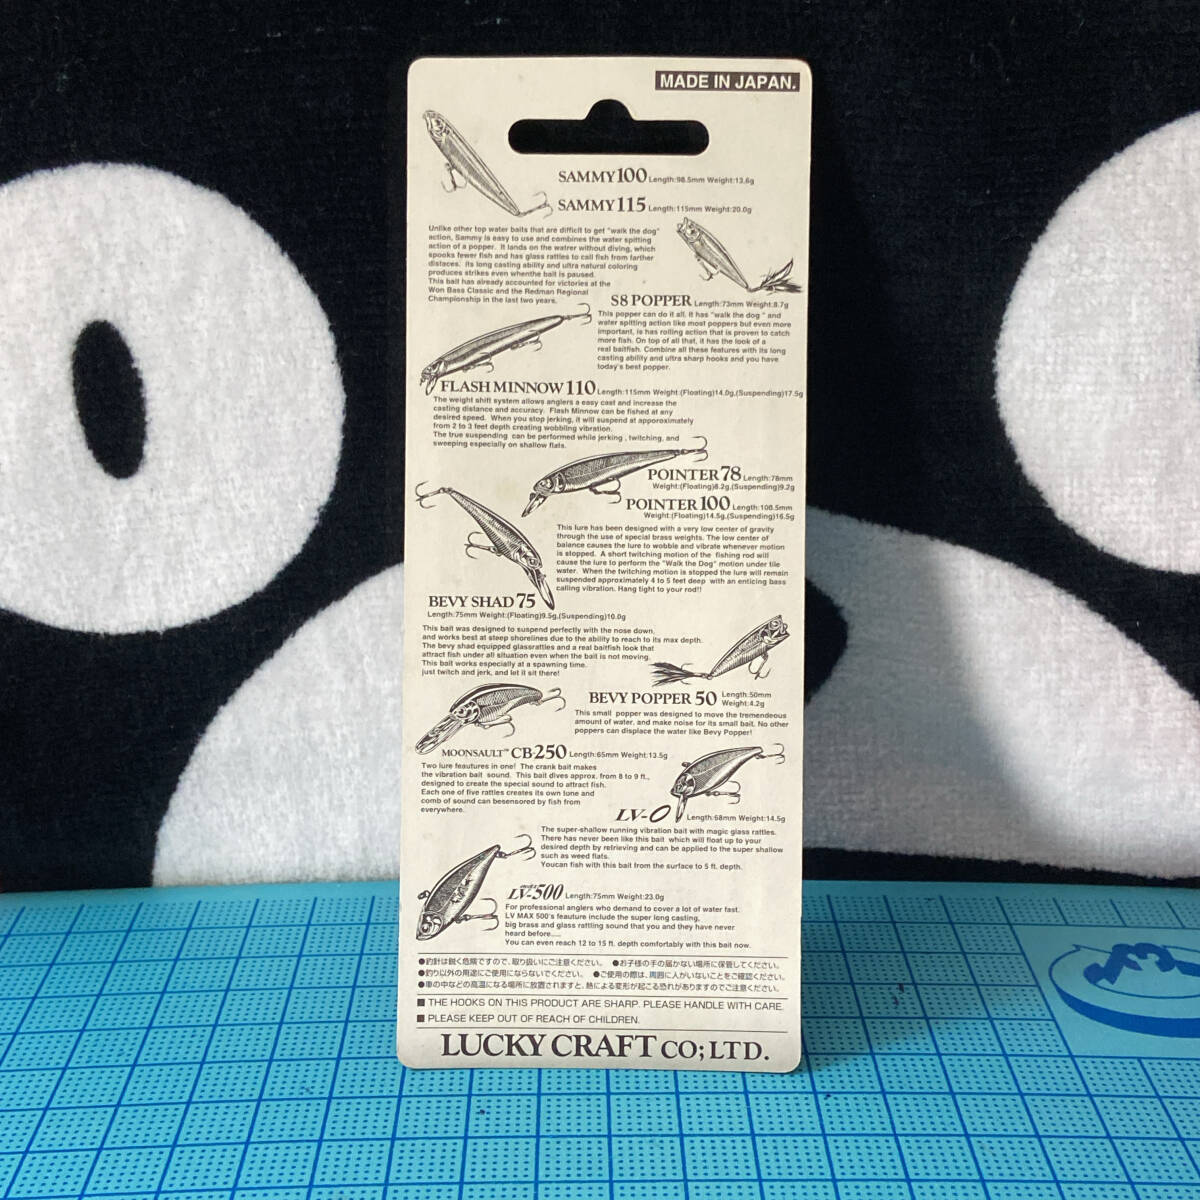 MADE IN JAPAN.
SAMMY100 Length:98.5mm Weight:13.6g
SAMMY115 Length:115mm Weight:20.0g
Unlike other top water baits that are difficlt to get "walk the dog"
action, Sammy is easy to use and combines the water spitting
action of a popper. It lands on the watrer without diving, which
spooks fewer fish and has glass rattles to call fish from farther
distaces. Its long casting ability and ultra natural coloring
produces strikes even whenthe bait is paused.
This bait has already accounted for victories at the
Won Bass Classic and the Redman Regional
Championship in the last two years.
S8 POPPER Length:73mm Weight:8.7g
This popper can do it all. It has "walk the dog " and
water spitting action like most poppers but even more
important, is has rolling action that is proven to catch
more fish. On top of all that, it has the look of a
real baitfish. Combine all these features with its long
casting ability and ultra sharp hooks and you have
today's best popper.
FLASH MINNOW 110 Length:115mm Weight:(Floating)14.0g,(Suspending)17.5g
The weight shift system allows anglers a easy cast and increase the
casting distance and accuracy. Flash Minnow can be fished at any
desired speed. When you stop jerking, it will suspend at apporoximately
from 2 to 3 feet depth creating wobbling vibration.
The true suspending can be performed while jerking , twitching, and
sweeping especially on shallow flats.
POINTER 78 Length:78mm
Weight:(Floating)8.2g,(Suspending)9.2g
POINTER 100 Length:108.5mm
Weight:(Floating)14.5g,(Suspending)16.5g
This lure has been designed with a very low center of gravity
through the use of special brass weights. The low center of
balance causes the lure to wobble and vibrate whenever motion
is stopped. A short twitching motion of the fishing rod will
cause the lure to perform the "Walk the Dog" motion under tile
water. When the twitching motion is stopped the lure will remain
suspended approximately 4 to 5 feet deep with an enticing bass
calling vibration. Hang tight to your rod!!
BEVY SHAD 75
Length:75mm Weight:(Floating)9.5g,(Suspending)10.0g
This bait was designed to suspend perfectly with the nose down,
and works best at steep shorelines due to the ability to reach to its max depth.
The bevy shad equipped glassrattles and a real baitfish look that
attract fish under all situation even when the bait is not moving.
This bait works especially at a spawning time.
just twitch and jerk, and let it sit there!
BEVY POPPER 50 Length:50mm
Weight:4.2g
This small popper was designed to move the tremendeous
amount of water, and make noise for its small bait. No other
poppers can displace the water like Bevy Popper!
MOONSAULT™ CB-250 Length:65mm Weight:13.5g
Two lure feautures in one! The crank bait makes
the vibration bait sound. This bait dives approx. from 8 to 9 ft.,
designed to create the special sound to attract fish.
Each one of five rattles creates its own tune and
comb of sound can besensored by fish from
everywhere.
LV-0 Length:68mm Weight:14.5g
The super-shallow running vibration bait with magic glass rattles.
There has never been like this bait which will float up to your
desired depth by retrieving and can be applied to the super shallow
such as weed flats.
Youcan fish with this bait from the surface to 5 ft. depth.
LV-500 Length:75mm Weight:23.0g
For professional anglers who demand to cover a lot of water fast.
LV MAX 500's feauture include the super long casting,
big brass and glass rattling sound that you and they have never
heard before.....
You can even reach 12 to 15 ft. depth comfortably with this bait now.
●釣針は鋭く危険ですので、取り扱いにご注意ください。 ●お子様の手の届かない場所に保管してください。
●釣り以外の用途にご使用にならないでください。 ●ご使用の際は、周囲に人がいないことをご確認ください。
●車の中などの高温になる場所に放置されますと、熱による変形が起こる恐れがありますのでご注意ください。
■ THE HOOKS ON THIS PRODUCT ARE SHARP. PLEASE HANDLE WITH CARE.
■ PLEASE KEEP OUT OF REACH OF CHILDREN.
LUCKY CRAFT CO;LTD.